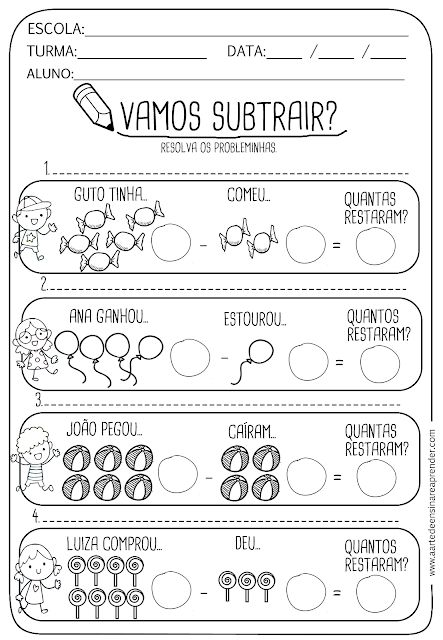 ESCOLA:
TURMA: DATA: / /
ALUNO:
VAMOS SUBTRAIR?
RESOLVA OS PROBLEMINHAS.
1.
GUTO TINHA... COMEU... QUANTAS
RESTARAM?
- =
2.
ANA GANHOU... ESTOUROU... QUANTOS
RESTARAM?
- =
3.
JOÃO PEGOU... CAÍRAM... QUANTAS
RESTARAM?
- =
4.
LUIZA COMPROU... DEU... QUANTOS
RESTARAM?
- =
www.aartedeensinareaprender.com